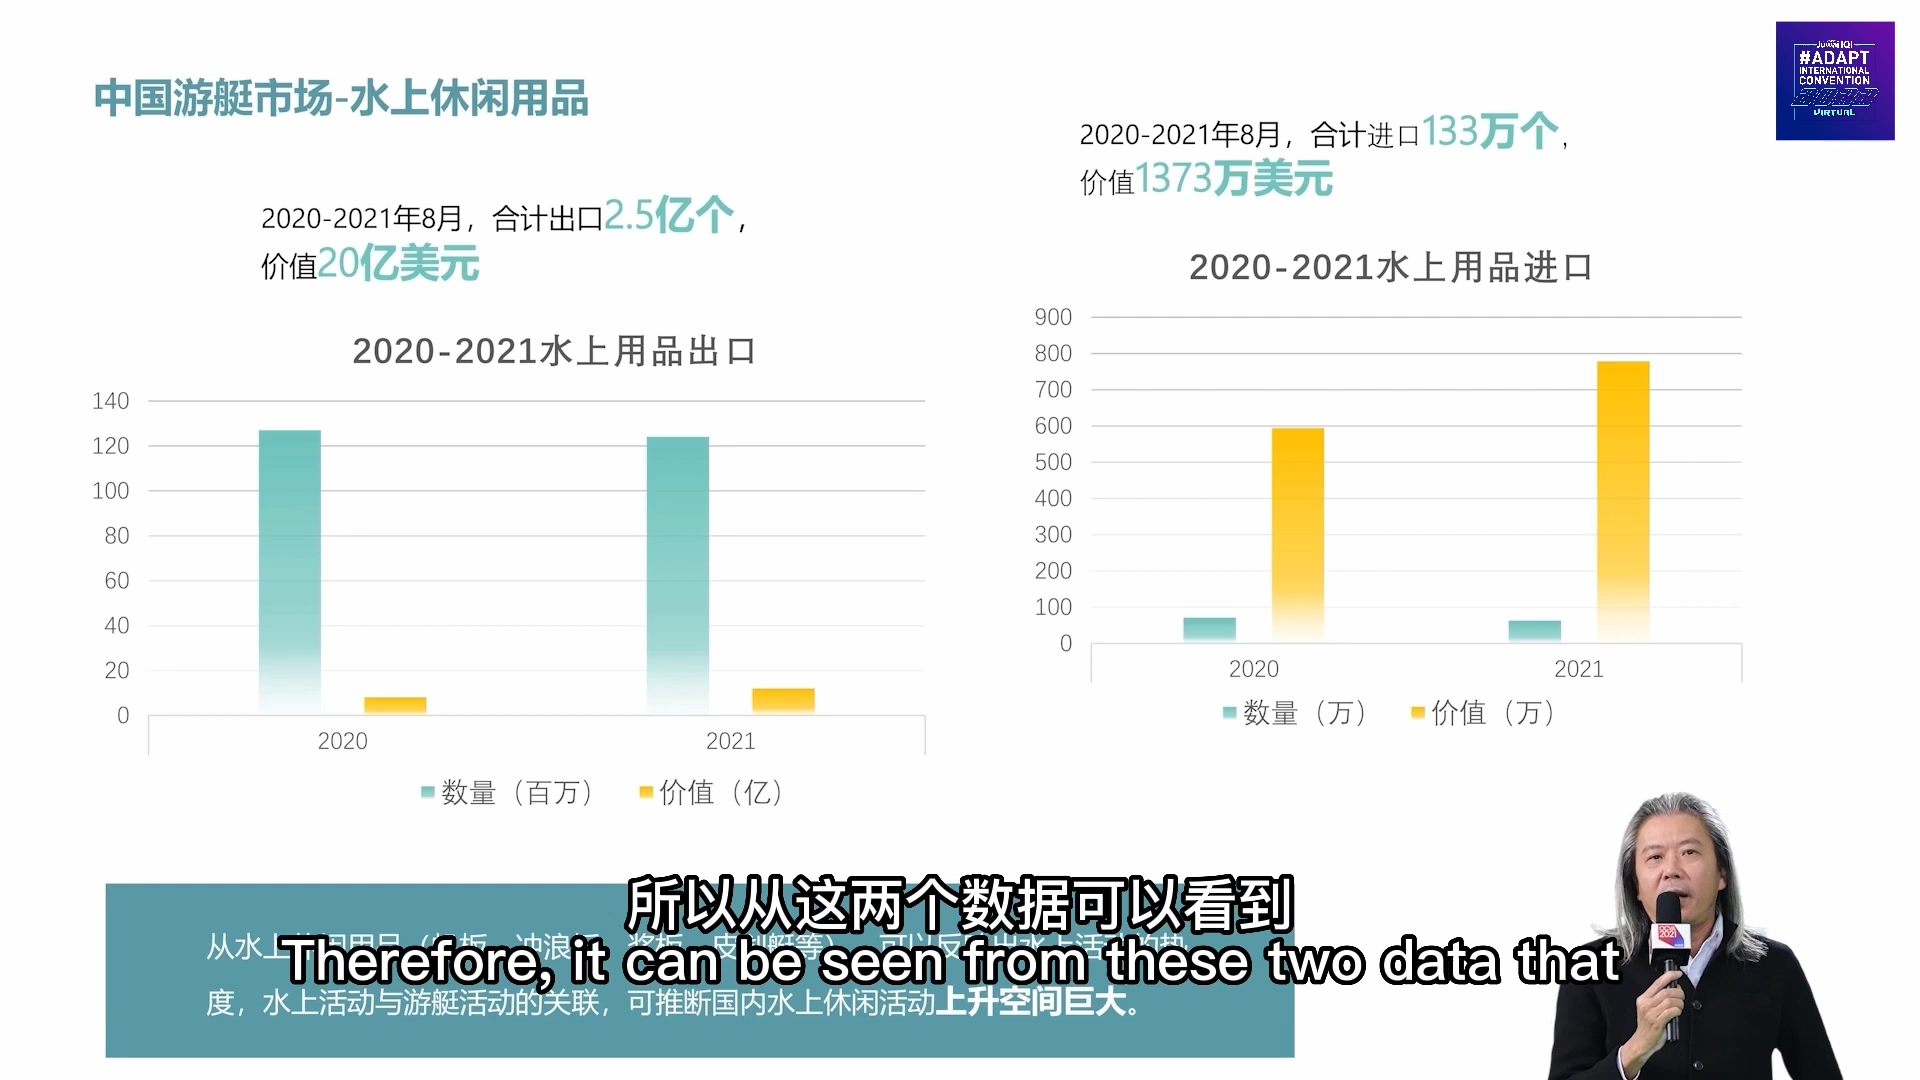 中国游艇市场-水上休闲用品
#ADAPT
INTERNATIONAL
CONVENTION
VIRTUAL
2020-2021年8月，合计出口2.5亿个，
价值20亿美元
2020-2021水上用品出口
140
120
100
80
60
40
20
0
2020
2021
数量（百万）
价值（亿）
2020-2021年8月，合计进口133万个，
价值1373万美元
2020-2021水上用品进口
900
800
700
600
500
400
300
200
100
0
2020
2021
数量（万）
价值（万）
所以从这两个数据可以看到
Therefore, it can be seen from these two data that
从水上
度，水上活动与游艇活动的关联，可推断国内水上休闲活动上升空间巨大。